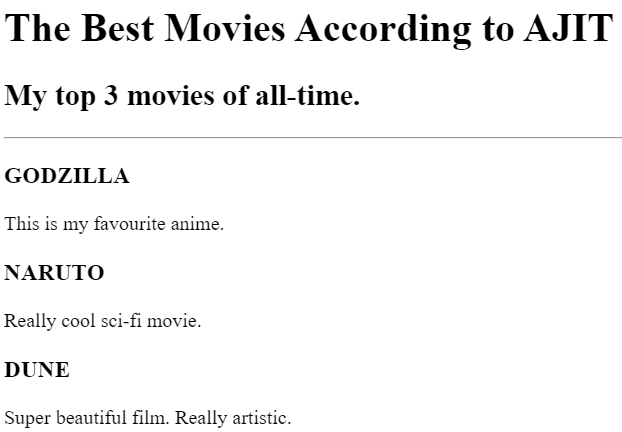 The Best Movies According to AJIT
My top 3 movies of all-time.
GODZILLA
This is my favourite anime.
NARUTO
Really cool sci-fi movie.
DUNE
Super beautiful film. Really artistic.